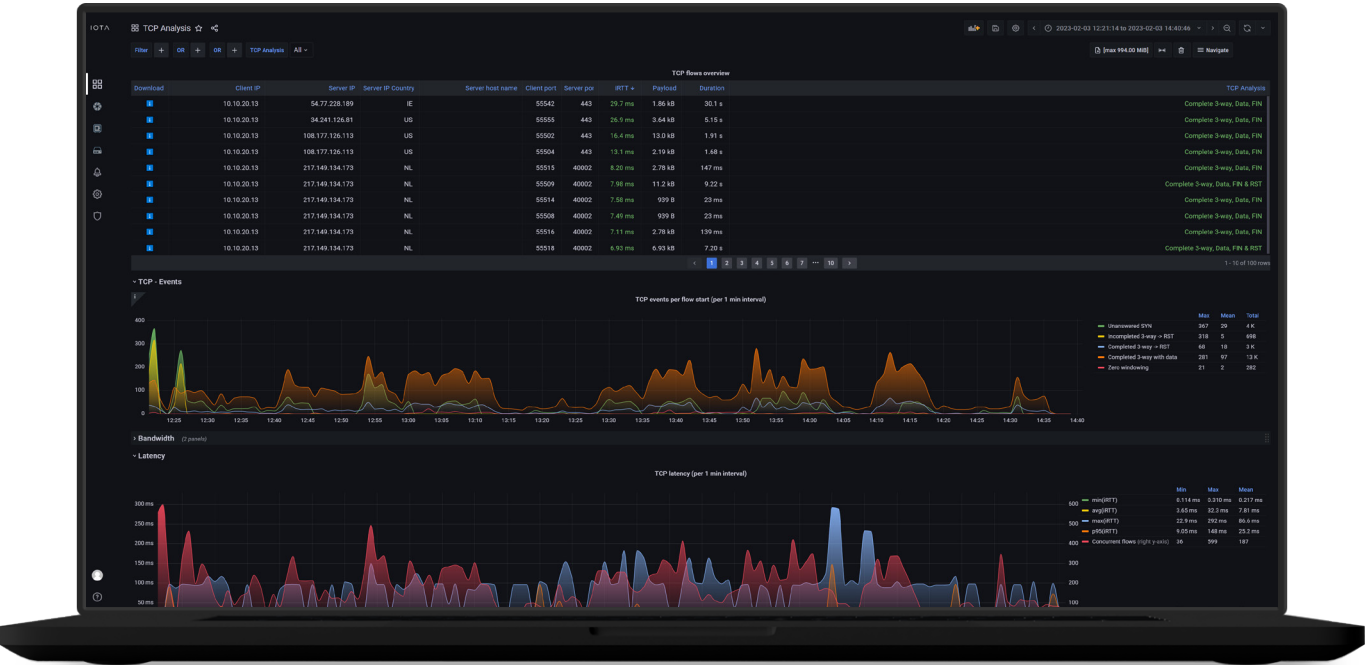 IOTA
TCP Analysis
2023-02-03 12:21:14 to 2023-02-03 14:40:46
Filter + OR + OR + TCP Analysis All
[max 994.00 MiB] Navigate
TCP flows overview
Download Client IP Server IP Server IP Country Server host name Client port Server por iRTT Payload Duration TCP Analysis
i 10.10.20.13 54.77.228.189 IE 55542 443 29.7 ms 1.86 kB 30.1 s Complete 3-way, Data, FIN
i 10.10.20.13 34.241.126.81 US 55555 443 26.9 ms 3.64 kB 5.15 s Complete 3-way, Data, FIN
i 10.10.20.13 108.177.126.113 US 55502 443 16.4 ms 13.0 kB 1.91 s Complete 3-way, Data, FIN
i 10.10.20.13 108.177.126.113 US 55504 443 13.1 ms 2.19 kB 1.68 s Complete 3-way, Data, FIN
i 10.10.20.13 217.149.134.173 NL 55515 40002 8.20 ms 2.78 kB 147 ms Complete 3-way, Data, FIN
i 10.10.20.13 217.149.134.173 NL 55509 40002 7.98 ms 11.2 kB 9.22 s Complete 3-way, Data, FIN & RST
i 10.10.20.13 217.149.134.173 NL 55514 40002 7.58 ms 939 B 23 ms Complete 3-way, Data, FIN
i 10.10.20.13 217.149.134.173 NL 55508 40002 7.49 ms 939 B 23 ms Complete 3-way, Data, FIN
i 10.10.20.13 217.149.134.173 NL 55516 40002 7.11 ms 2.78 kB 139 ms Complete 3-way, Data, FIN
i 10.10.20.13 217.149.134.173 NL 55518 40002 6.93 ms 6.93 kB 7.20 s Complete 3-way, Data, FIN & RST
1 2 3 4 5 6 7 ... 10
1 - 10 of 100 rows
TCP - Events
i
TCP events per flow start (per 1 min interval)
400
300
200
100
0
12:25 12:30 12:35 12:40 12:45 12:50 12:55 13:00 13:05 13:10 13:15 13:20 13:25 13:30 13:35 13:40 13:45 13:50 13:55 14:00 14:05 14:10 14:15 14:20 14:25 14:30 14:35 14:40
Max Mean Total
Unanswered SYN 367 29 4 K
Incompleted 3-way -> RST 318 5 698
Completed 3-way -> RST 68 18 3 K
Completed 3-way with data 281 97 13 K
Zero windowing 21 2 282
Bandwidth (2 panels)
Latency
TCP latency (per 1 min interval)
300 ms
250 ms
200 ms
150 ms
100 ms
50 ms
600
500
400
300
200
100
Min Max Mean
min(iRTT) 0.114 ms 0.310 ms 0.217 ms
avg(iRTT) 3.65 ms 32.3 ms 7.81 ms
max(iRTT) 22.9 ms 292 ms 86.6 ms
p95(iRTT) 9.05 ms 148 ms 25.2 ms
Concurrent flows (right y-axis) 36 599 187